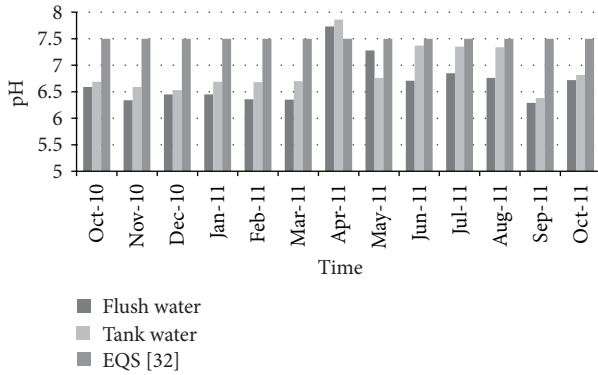 8
7.5
7
6.5
6
5.5
5
pH
Oct-10
Nov-10
Dec-10
Jan-11
Feb-11
Mar-11
Apr-11
May-11
Jun-11
Jul-11
Aug-11
Sep-11
Oct-11
Time
Flush water
Tank water
EQS [32]